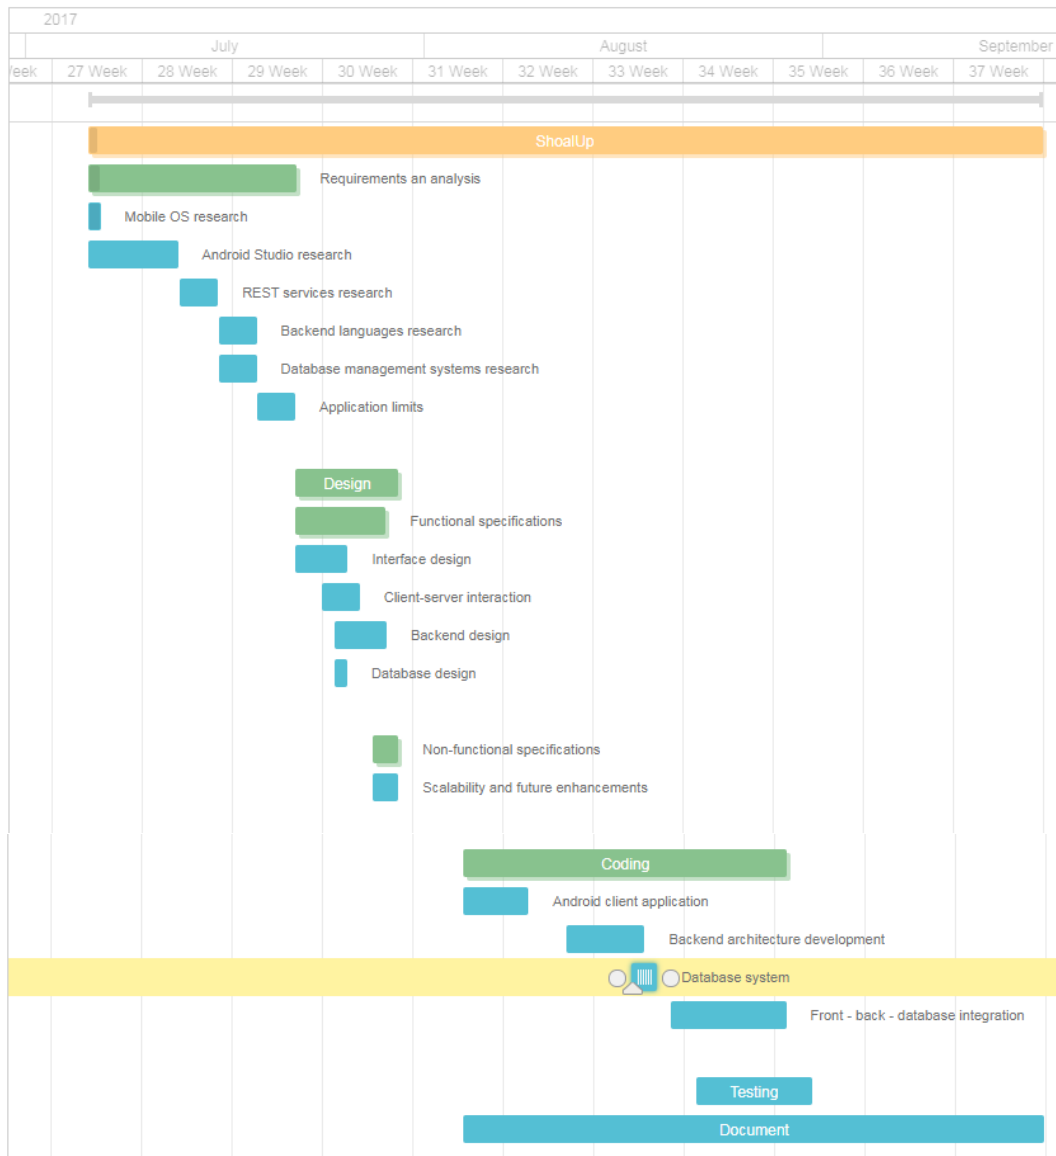 2017
July August September
/eek 27 Week 28 Week 29 Week 30 Week 31 Week 32 Week 33 Week 34 Week 35 Week 36 Week 37 Week
ShoalUp
Requirements an analysis
Mobile OS research
Android Studio research
REST services research
Backend languages research
Database management systems research
Application limits
Design
Functional specifications
Interface design
Client-server interaction
Backend design
Database design
Non-functional specifications
Scalability and future enhancements
Coding
Android client application
Backend architecture development
Database system
Front - back - database integration
Testing
Document